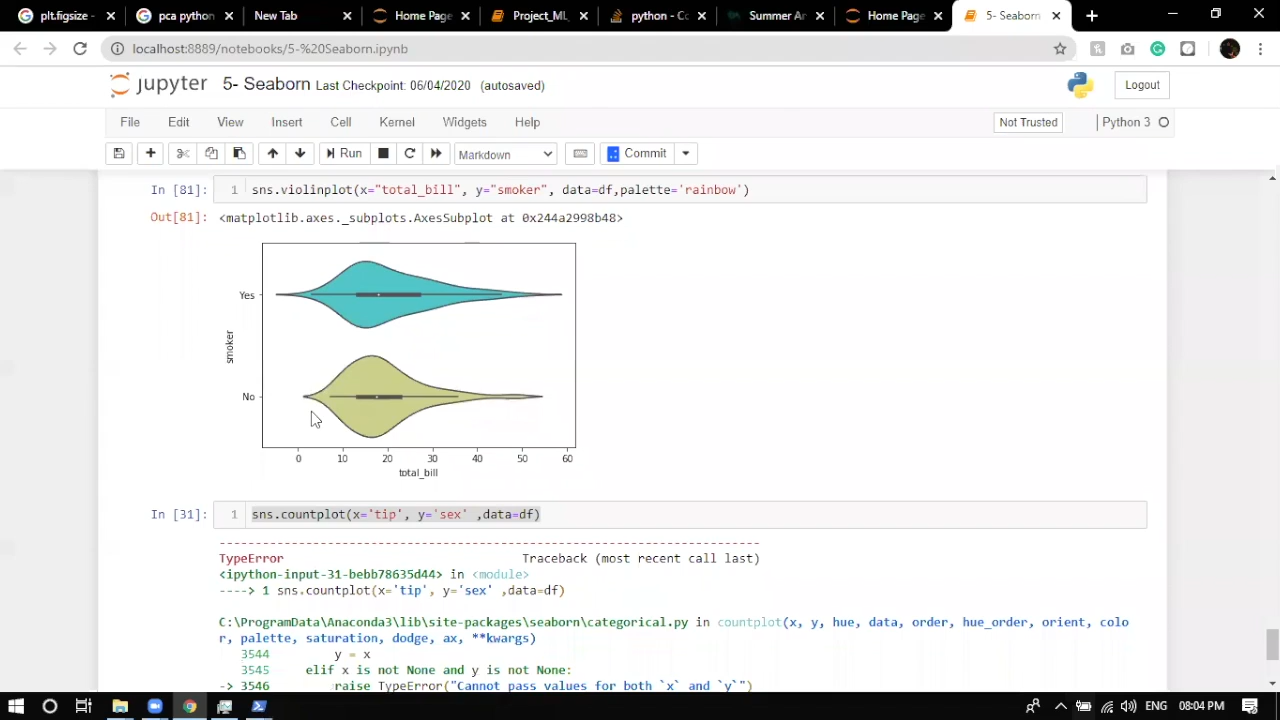 plt.figsize
pca python
New Tab
Home Page
Project_ML
python - Co
Summer Ar
Home Page
5- Seaborn
localhost:8889/notebooks/5-%20Seaborn.ipynb
jupyter 5- Seaborn Last Checkpoint: 06/04/2020 (autosaved)
Logout
File Edit View Insert Cell Kernel Widgets Help
Not Trusted
Python 3
Run
Markdown
Commit
In [81]: 1 sns.violinplot(x="total_bill", y="smoker", data=df,palette='rainbow')
Out[81]: <matplotlib.axes._subplots.AxesSubplot at 0x244a2998b48>
Yes
smoker
No
0 10 20 30 40 50 60
total_bill
In [31]: 1 sns.countplot(x='tip', y='sex' ,data=df)
---------------------------------------------------------------------------
TypeError Traceback (most recent call last)
<ipython-input-31-bebb78635d44> in <module>
----> 1 sns.countplot(x='tip', y='sex' ,data=df)
C:\ProgramData\Anaconda3\lib\site-packages\seaborn\categorical.py in countplot(x, y, hue, data, order, hue_order, orient, colo
r, palette, saturation, dodge, ax, **kwargs)
3544 y = x
3545 elif x is not None and y is not None:
-> 3546 raise TypeError("Cannot pass values for both `x` and `y`")
ENG 08:04 PM